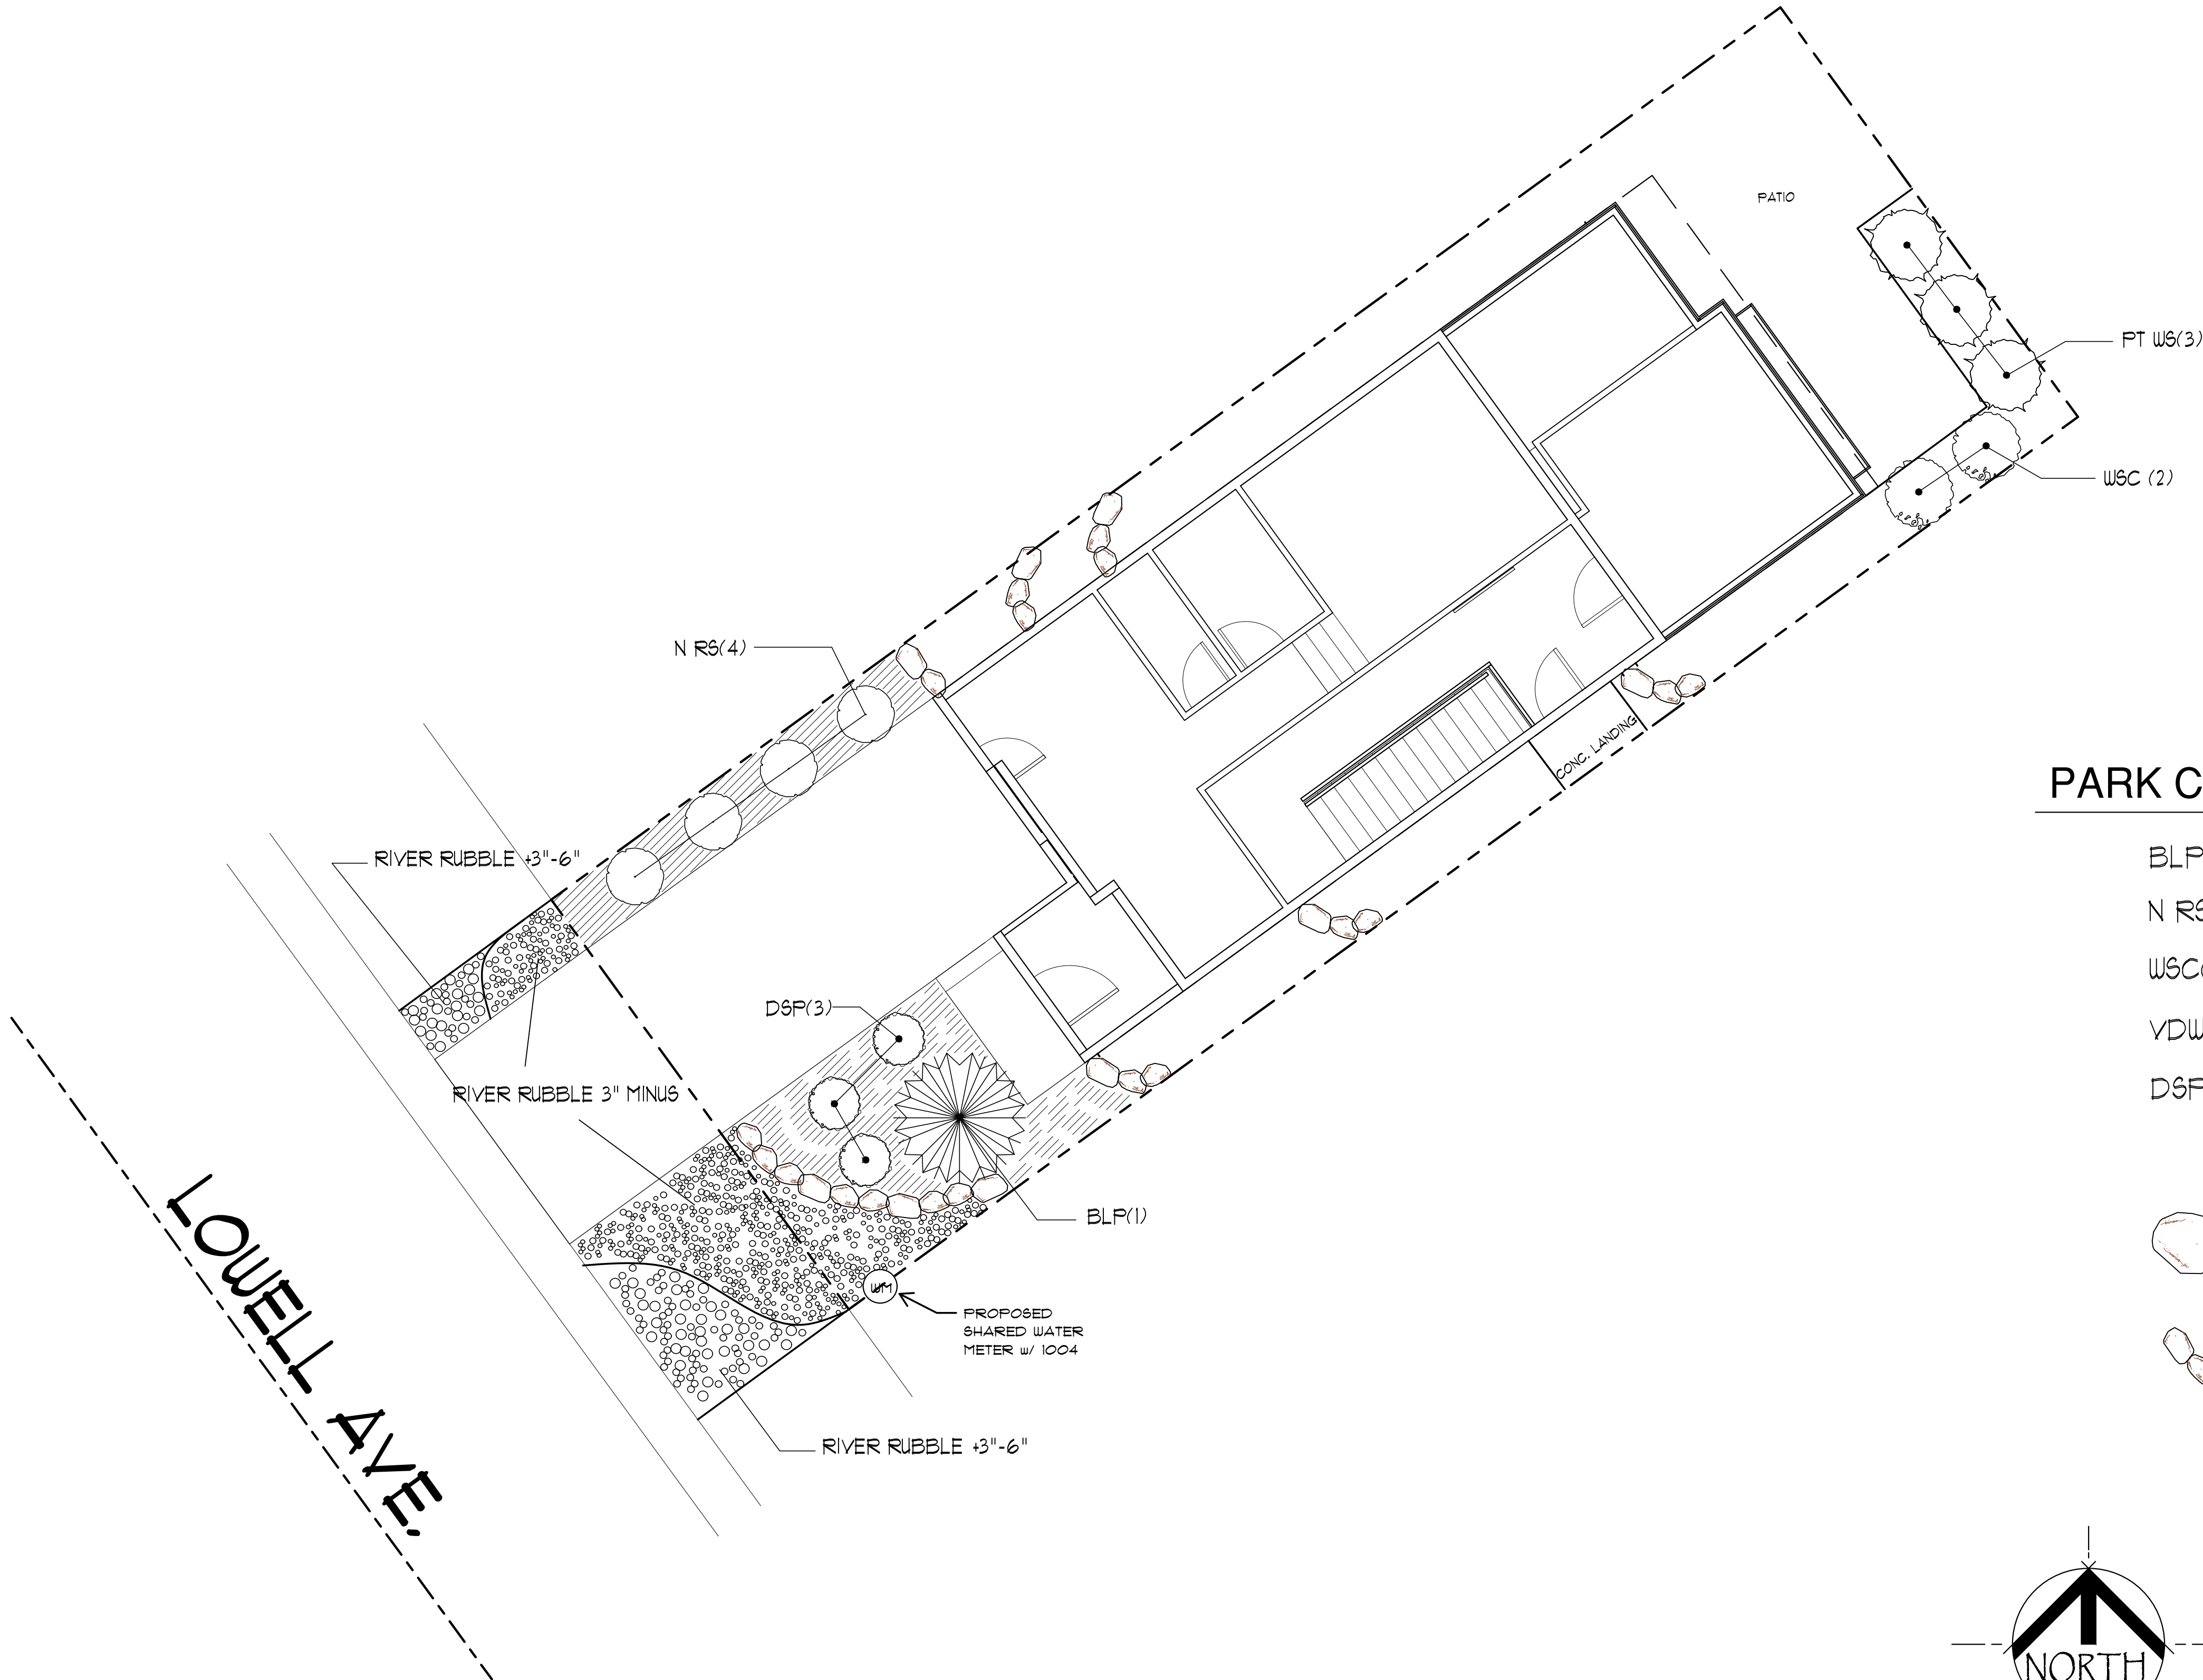 PATIO
PT WS(3)
WSC (2)
N RS(4)
CONC. LANDING
RIVER RUBBLE +3"-6"
DSP(3)
RIVER RUBBLE 3" MINUS
BLP(1)
WM
PROPOSED
SHARED WATER
METER w/ 1004
RIVER RUBBLE +3"-6"
LOWELL AVE.
PARK C
BLP
N RS
WSC
VDW
DSP
NORTH